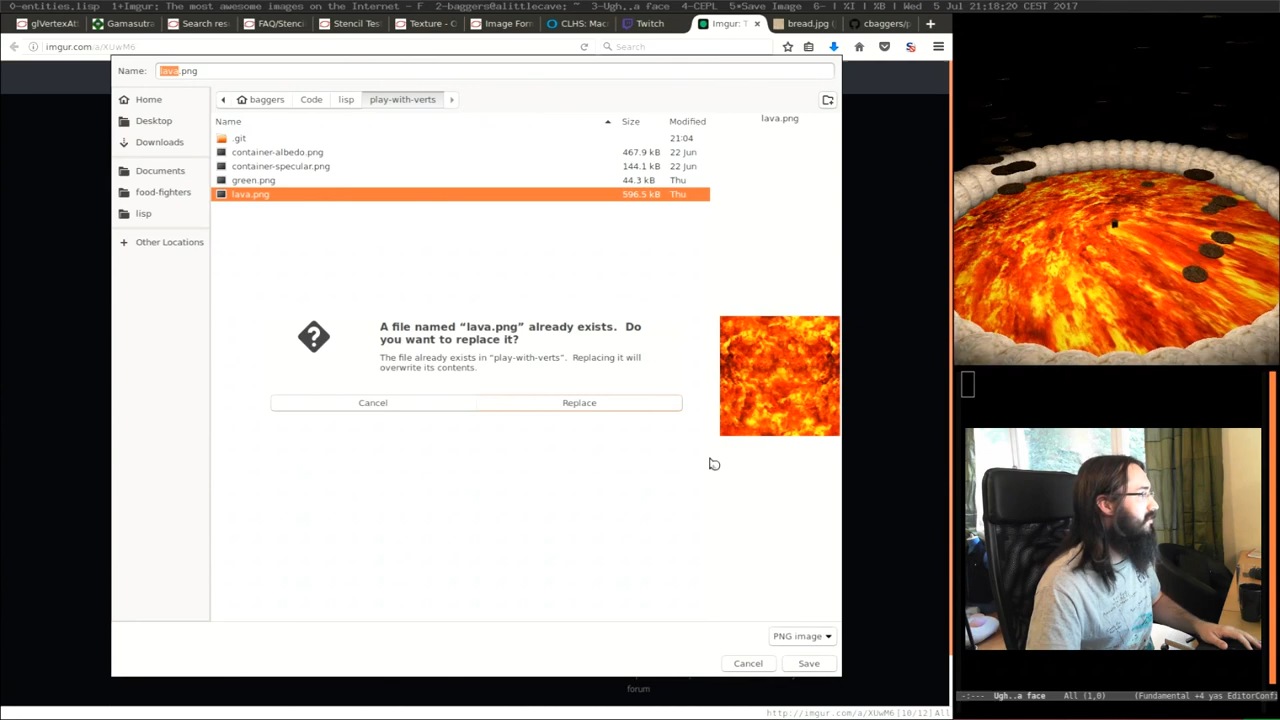 0-entities,lisp 1+Imgur: The most awesome images on the Internet - F 2-baggers@alittlecave: ~ 3-Ugh,.a face 4-CEPL 5*Save Image 6- | XI | XB | Wed 5 Jul 21:18:20 CEST 2017
glVertexAtt Gamasutra Search res FAQ/Stenci Stencil Tes Texture - O Image Form CLHS: Mac Twitch Imgur: T × bread.jpg ( cbaggers/p
imgur.com/a/XUwM6 Search
Name: lava.png
baggers Code lisp play-with-verts
Home
Desktop
Downloads
Documents
food-fighters
lisp
Other Locations
Name Size Modified
.git 21:04
container-albedo.png 467.9 kB 22 Jun
container-specular.png 144.1 kB 22 Jun
green.png 44.3 kB Thu
lava.png 596.5 kB Thu
lava.png
A file named “lava.png” already exists. Do
you want to replace it?
The file already exists in “play-with-verts”. Replacing it will
overwrite its contents.
Cancel Replace
PNG image
Cancel Save
forum
http://imgur.com/a/XUwM6 [10/12] All
-:--- Ugh..a face All (1,0) (Fundamental +4 yas EditorConfi